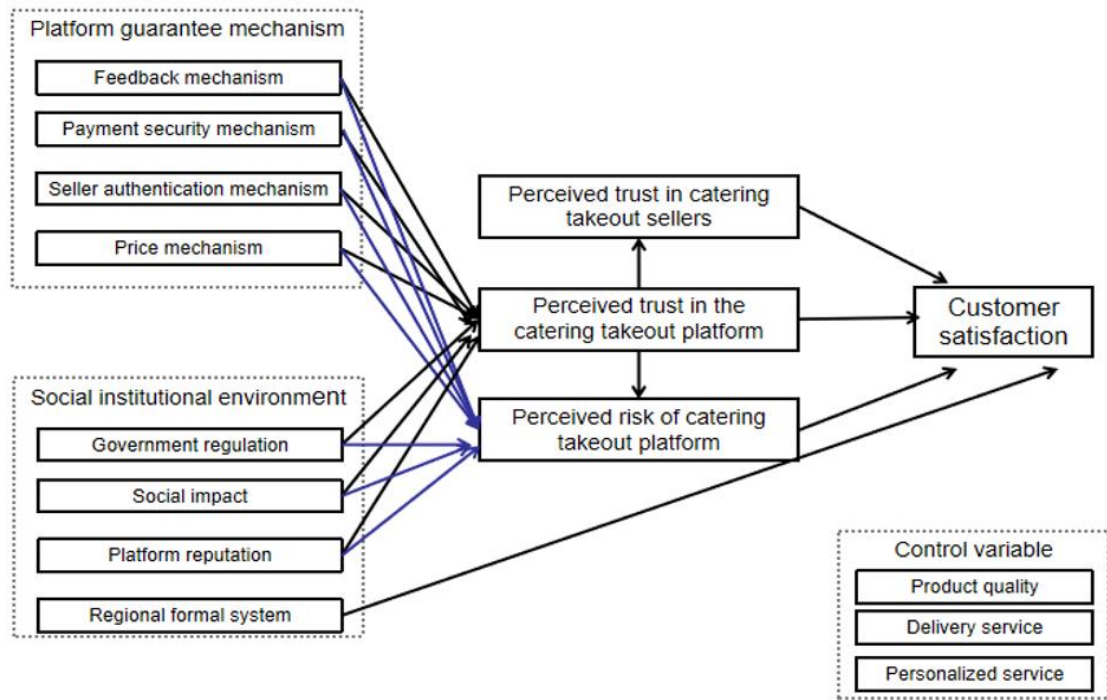 Platform guarantee mechanism
Feedback mechanism
Payment security mechanism
Seller authentication mechanism
Price mechanism
Perceived trust in catering
takeout sellers
Perceived trust in the
catering takeout platform
Customer
satisfaction
Social institutional environment
Perceived risk of catering
takeout platform
Government regulation
Social impact
Platform reputation
Regional formal system
Control variable
Product quality
Delivery service
Personalized service